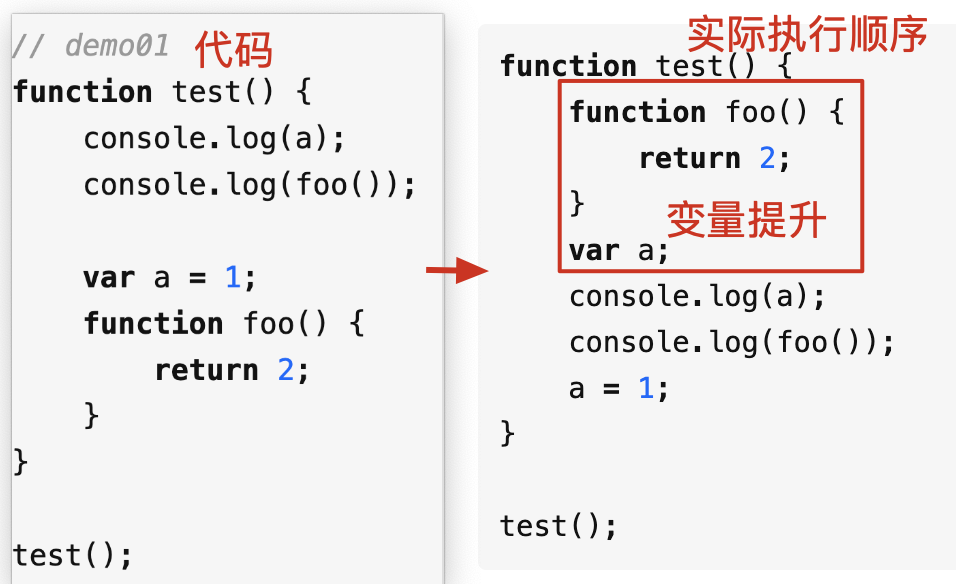 // demo01 代码
function test() {
    console.log(a);
    console.log(foo());
    var a = 1;
    function foo() {
        return 2;
    }
}
test();
实际执行顺序
function test() {
    function foo() {
        return 2;
    }
变量提升
    var a;
    console.log(a);
    console.log(foo());
    a = 1;
}
test();